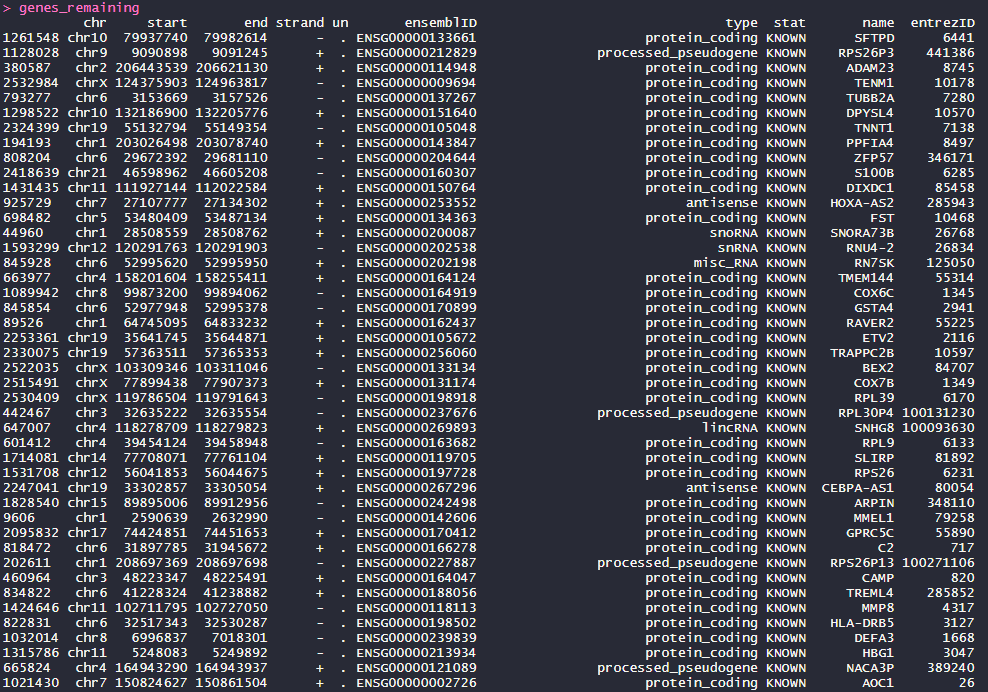 > genes_remaining
chr start end strand un ensemblID type stat name entrezID
1261548 chr10 79937740 79982614 - . ENSG00000133661 protein_coding KNOWN SFTPD 6441
1128028 chr9 9090898 9091245 + . ENSG00000212829 processed_pseudogene KNOWN RPS26P3 441386
380587 chr2 206443539 206621130 + . ENSG00000114948 protein_coding KNOWN ADAM23 8745
2532984 chrX 124375903 124963817 - . ENSG00000009694 protein_coding KNOWN TENM1 10178
793277 chr6 3153669 3157526 - . ENSG00000137267 protein_coding KNOWN TUBB2A 7280
1298522 chr10 132186900 132205776 + . ENSG00000151640 protein_coding KNOWN DPYSL4 10570
2324399 chr19 55132794 55149354 - . ENSG00000105048 protein_coding KNOWN TNNT1 7138
194193 chr1 203026498 203078740 + . ENSG00000143847 protein_coding KNOWN PPFIA4 8497
808204 chr6 29672392 29681110 - . ENSG00000204644 protein_coding KNOWN ZFP57 346171
2418639 chr21 46598962 46605208 - . ENSG00000160307 protein_coding KNOWN S100B 6285
1431435 chr11 111927144 112022584 + . ENSG00000150764 protein_coding KNOWN DIXDC1 85458
925729 chr7 27107777 27134302 + . ENSG00000253552 antisense KNOWN HOXA-AS2 285943
698482 chr5 53480409 53487134 + . ENSG00000134363 protein_coding KNOWN FST 10468
44960 chr1 28508559 28508762 + . ENSG00000200087 snoRNA KNOWN SNORA73B 26768
1593299 chr12 120291763 120291903 - . ENSG00000202538 snRNA KNOWN RNU4-2 26834
845928 chr6 52995620 52995950 + . ENSG00000202198 misc_RNA KNOWN RN7SK 125050
663977 chr4 158201604 158255411 + . ENSG00000164124 protein_coding KNOWN TMEM144 55314
1089942 chr8 99873200 99894062 - . ENSG00000164919 protein_coding KNOWN COX6C 1345
845854 chr6 52977948 52995378 - . ENSG00000170899 protein_coding KNOWN GSTA4 2941
89526 chr1 64745095 64833232 + . ENSG00000162437 protein_coding KNOWN RAVER2 55225
2253361 chr19 35641745 35644871 + . ENSG00000105672 protein_coding KNOWN ETV2 2116
2330075 chr19 57363511 57365353 + . ENSG00000256060 protein_coding KNOWN TRAPPC2B 10597
2522035 chrX 103309346 103311046 - . ENSG00000133134 protein_coding KNOWN BEX2 84707
2515491 chrX 77899438 77907373 + . ENSG00000131174 protein_coding KNOWN COX7B 1349
2530409 chrX 119786504 119791643 - . ENSG00000198918 protein_coding KNOWN RPL39 6170
442467 chr3 32635222 32635554 + . ENSG00000237676 processed_pseudogene KNOWN RPL30P4 100131230
647007 chr4 118278709 118279823 + . ENSG00000269893 lincRNA KNOWN SNHG8 100093630
601412 chr4 39454124 39458948 - . ENSG00000163682 protein_coding KNOWN RPL9 6133
1714081 chr14 77708071 77761104 + . ENSG00000119705 protein_coding KNOWN SLIRP 81892
1531708 chr12 56041853 56044675 + . ENSG00000197728 protein_coding KNOWN RPS26 6231
2247041 chr19 33302857 33305054 + . ENSG00000267296 antisense KNOWN CEBPA-AS1 80054
1828540 chr15 89895006 89912956 - . ENSG00000242498 protein_coding KNOWN ARPIN 348110
9606 chr1 2590639 2632990 - . ENSG00000142606 protein_coding KNOWN MMEL1 79258
2095832 chr17 74424851 74451653 + . ENSG00000170412 protein_coding KNOWN GPRC5C 55890
818472 chr6 31897785 31945672 + . ENSG00000166278 protein_coding KNOWN C2 717
202611 chr1 208697369 208697698 - . ENSG00000227887 processed_pseudogene KNOWN RPS26P13 100271106
460964 chr3 48223347 48225491 + . ENSG00000164047 protein_coding KNOWN CAMP 820
834822 chr6 41228324 41238882 + . ENSG00000188056 protein_coding KNOWN TREML4 285852
1424646 chr11 102711795 102727050 - . ENSG00000118113 protein_coding KNOWN MMP8 4317
822831 chr6 32517343 32530287 - . ENSG00000198502 protein_coding KNOWN HLA-DRB5 3127
1032014 chr8 6996837 7018301 - . ENSG00000239839 protein_coding KNOWN DEFA3 1668
1315786 chr11 5248083 5249892 - . ENSG00000213934 protein_coding KNOWN HBG1 3047
665824 chr4 164943290 164943937 + . ENSG00000121089 processed_pseudogene KNOWN NACA3P 389240
1021430 chr7 150824627 150861504 + . ENSG00000002726 protein_coding KNOWN AOC1 26